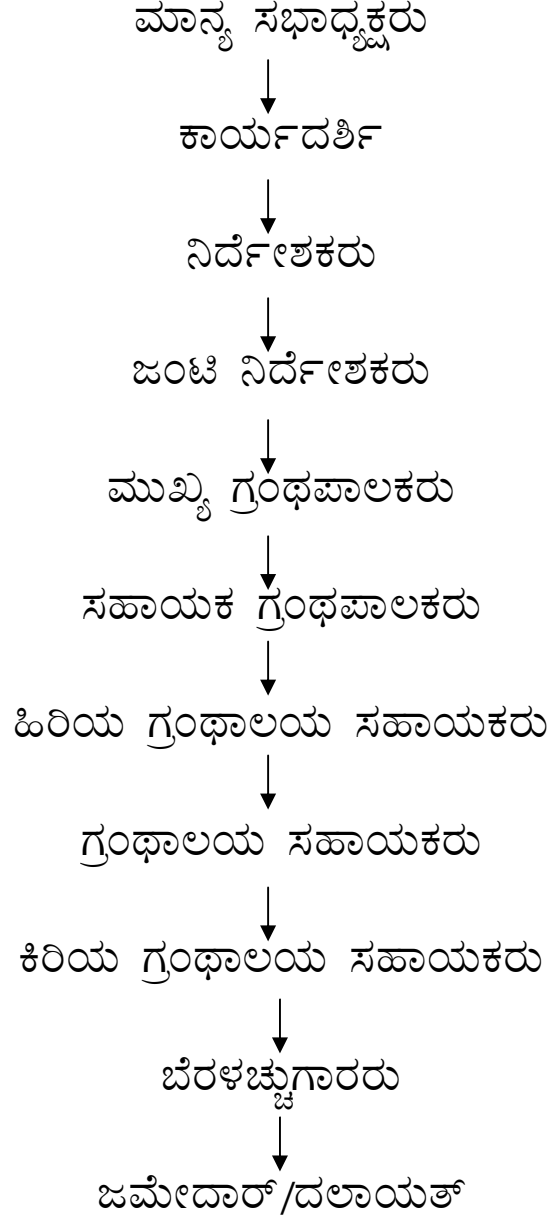 ಮಾನ್ಯ ಸಭಾಧ್ಯಕ್ಷರು
ಕಾರ್ಯದರ್ಶಿ
ನಿರ್ದೇಶಕರು
ಜಂಟಿ ನಿರ್ದೇಶಕರು
ಮುಖ್ಯ ಗ್ರಂಥಪಾಲಕರು
ಸಹಾಯಕ ಗ್ರಂಥಪಾಲಕರು
ಹಿರಿಯ ಗ್ರಂಥಾಲಯ ಸಹಾಯಕರು
ಗ್ರಂಥಾಲಯ ಸಹಾಯಕರು
ಕಿರಿಯ ಗ್ರಂಥಾಲಯ ಸಹಾಯಕರು
ಬೆರಳಚ್ಚುಗಾರರು
ಜಮೇದಾರ್/ದಲಾಯತ್